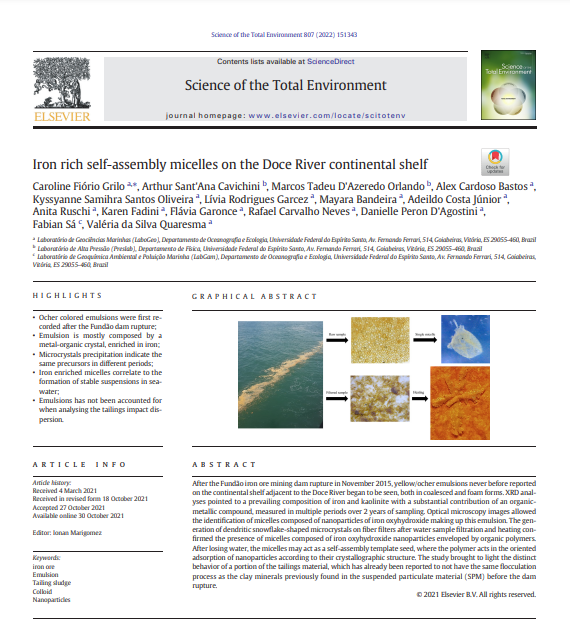 Science of the Total Environment 807 (2022) 151343
Contents lists available at ScienceDirect
Science of the Total Environment
journal homepage: www.elsevier.com/locate/scitotenv
ELSEVIER
Science of the
Total Environment
Check for
updates
Iron rich self-assembly micelles on the Doce River continental shelf
Caroline Fiório Grilo a,*, Arthur Sant'Ana Cavichini b, Marcos Tadeu D'Azeredo Orlando b, Alex Cardoso Bastos a,
Kyssyanne Samihra Santos Oliveira a, Lívia Rodrigues Garcez a, Mayara Bandeira a, Adeildo Costa Júnior a,
Anita Ruschi a, Karen Fadini a, Flávia Garonce a, Rafael Carvalho Neves a, Danielle Peron D'Agostini a,
Fabian Sá c, Valéria da Silva Quaresma a
a Laboratório de Geociências Marinhas (LaboGeo), Departamento de Oceanografia e Ecologia, Universidade Federal do Espírito Santo, Av. Fernando Ferrari, 514, Goiabeiras, Vitória, ES 29055-460, Brazil
b Laboratório de Alta Pressão (Preslab), Departamento de Física, Universidade Federal do Espírito Santo, Av. Fernando Ferrari, 514, Goiabeiras, Vitória, ES 29055-460, Brazil
c Laboratório de Geoquímica Ambiental e Poluição Marinha (LabGam), Departamento de Oceanografia e Ecologia, Universidade Federal do Espírito Santo, Av. Fernando Ferrari, 514, Goiabeiras,
Vitória, ES 29055-460, Brazil
HIGHLIGHTS
• Ocher colored emulsions were first re-
corded after the Fundão dam rupture;
• Emulsion is mostly composed by a
metal-organic crystal, enriched in iron;
• Microcrystals precipitation indicate the
same precursors in different periods;
• Iron enriched micelles correlate to the
formation of stable suspensions in sea-
water;
• Emulsions has not been accounted for
when analysing the tailings impact dis-
persion.
GRAPHICAL ABSTRACT
Raw sample
Single micelle
Filtered sample
Heating
ARTICLE INFO
Article history:
Received 4 March 2021
Received in revised form 18 October 2021
Accepted 27 October 2021
Available online 30 October 2021
Editor: Ionan Marigomez
Keywords:
iron ore
Emulsion
Tailing sludge
Colloid
Nanoparticles
ABSTRACT
After the Fundão iron ore mining dam rupture in November 2015, yellow/ocher emulsions never before reported
on the continental shelf adjacent to the Doce River began to be seen, both in coalesced and foam forms. XRD anal-
yses pointed to a prevailing composition of iron and kaolinite with a substantial contribution of an organic-
metallic compound, measured in multiple periods over 2 years of sampling. Optical microscopy images allowed
the identification of micelles composed of nanoparticles of iron oxyhydroxide making up this emulsion. The gen-
eration of dendritic snowflake-shaped microcrystals on fiber filters after water sample filtration and heating con-
firmed the presence of micelles composed of iron oxyhydroxide nanoparticles enveloped by organic polymers.
After losing water, the micelles may act as a self-assembly template seed, where the polymer acts in the oriented
adsorption of nanoparticles according to their crystallographic structure. The study brought to light the distinct
behavior of a portion of the tailings material, which has already been reported to not have the same flocculation
process as the clay minerals previously found in the suspended particulate material (SPM) before the dam
rupture.
© 2021 Elsevier B.V. All rights reserved.